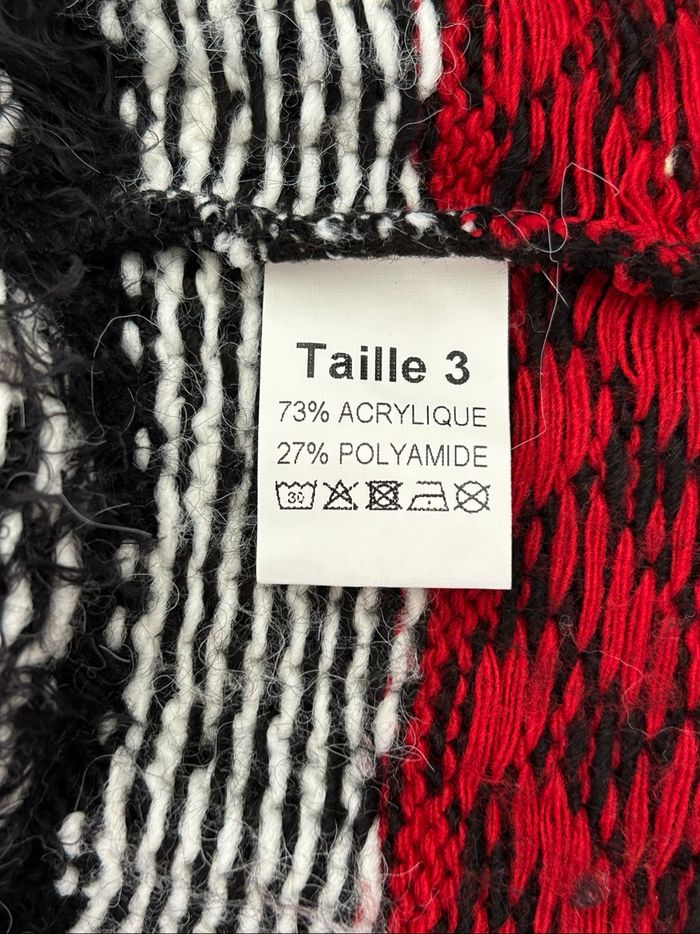 Taille 3
73% ACRYLIQUE
27% POLYAMIDE
30